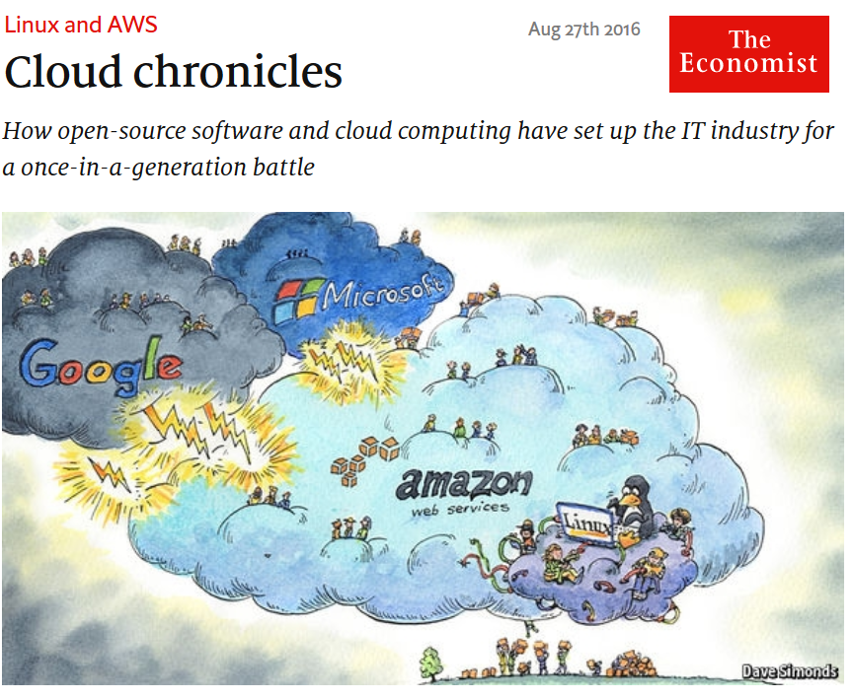 Linux and AWS
Aug 27th 2016
The
Economist
Cloud chronicles
How open-source software and cloud computing have set up the IT industry for
a once-in-a-generation battle
Microsoft
Google
amazon
web services
Linux
Dave Simonds